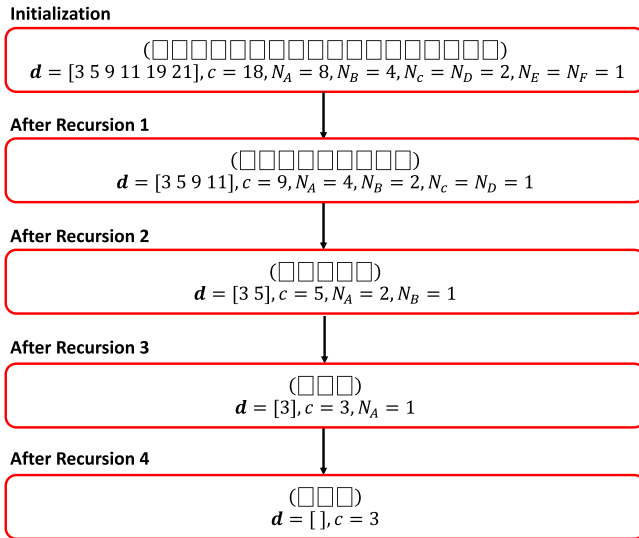 Initialization
(□□□□□□□□□□□□□□□□□□)
d = [3 5 9 11 19 21], c = 18, N_A = 8, N_B = 4, N_c = N_D = 2, N_E = N_F = 1
After Recursion 1
(□□□□□□□□□)
d = [3 5 9 11], c = 9, N_A = 4, N_B = 2, N_c = N_D = 1
After Recursion 2
(□□□□□)
d = [3 5], c = 5, N_A = 2, N_B = 1
After Recursion 3
(□□□)
d = [3], c = 3, N_A = 1
After Recursion 4
(□□□)
d = [ ], c = 3